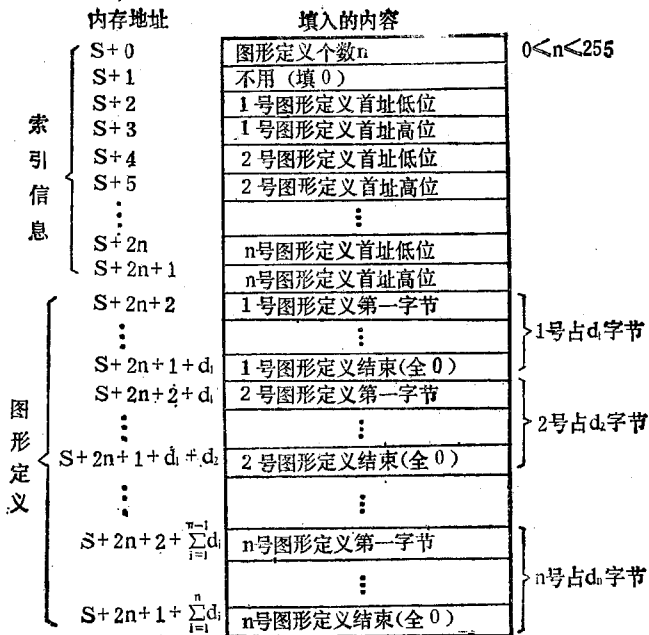 内存地址 填入的内容
S+0 图形定义个数n 0≤n≤255
S+1 不用（填0）
S+2 1号图形定义首址低位
S+3 1号图形定义首址高位
S+4 2号图形定义首址低位
S+5 2号图形定义首址高位
⋮ ⋮
S+2n n号图形定义首址低位
S+2n+1 n号图形定义首址高位
索引信息
S+2n+2 1号图形定义第一字节
⋮ ⋮ 1号占d₁字节
S+2n+1+d₁ 1号图形定义结束(全0)
S+2n+2+d₁ 2号图形定义第一字节
⋮ ⋮ 2号占d₂字节
S+2n+1+d₁+d₂ 2号图形定义结束(全0)
⋮ ⋮
S+2n+2+∑ⁿ⁻¹ᵢ₌₁dᵢ n号图形定义第一字节
⋮ n号占dₙ字节
S+2n+1+∑ⁿᵢ₌₁dᵢ n号图形定义结束(全0)
图形定义